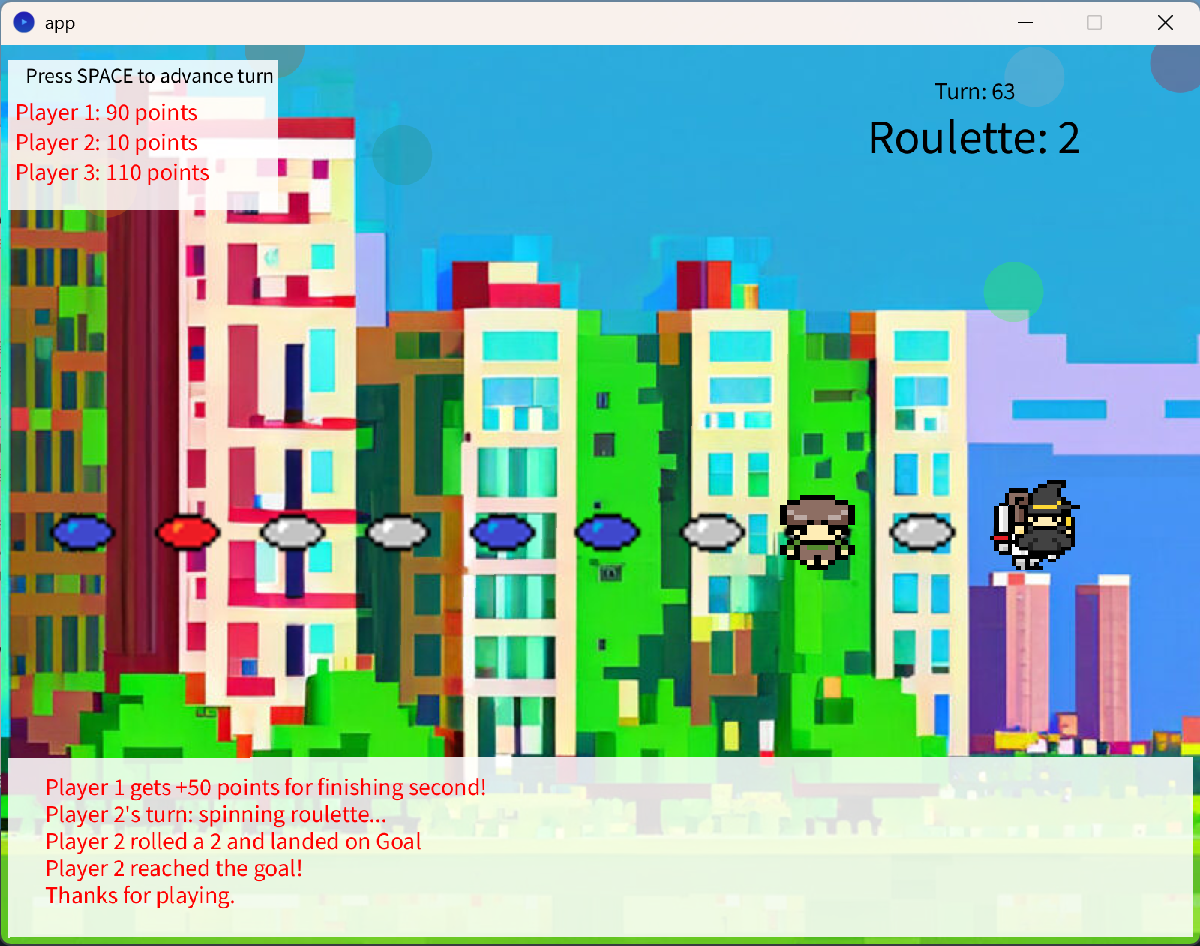 app
Press SPACE to advance turn
Player 1: 90 points
Player 2: 10 points
Player 3: 110 points
Turn: 63
Roulette: 2
Player 1 gets +50 points for finishing second!
Player 2's turn: spinning roulette...
Player 2 rolled a 2 and landed on Goal
Player 2 reached the goal!
Thanks for playing.